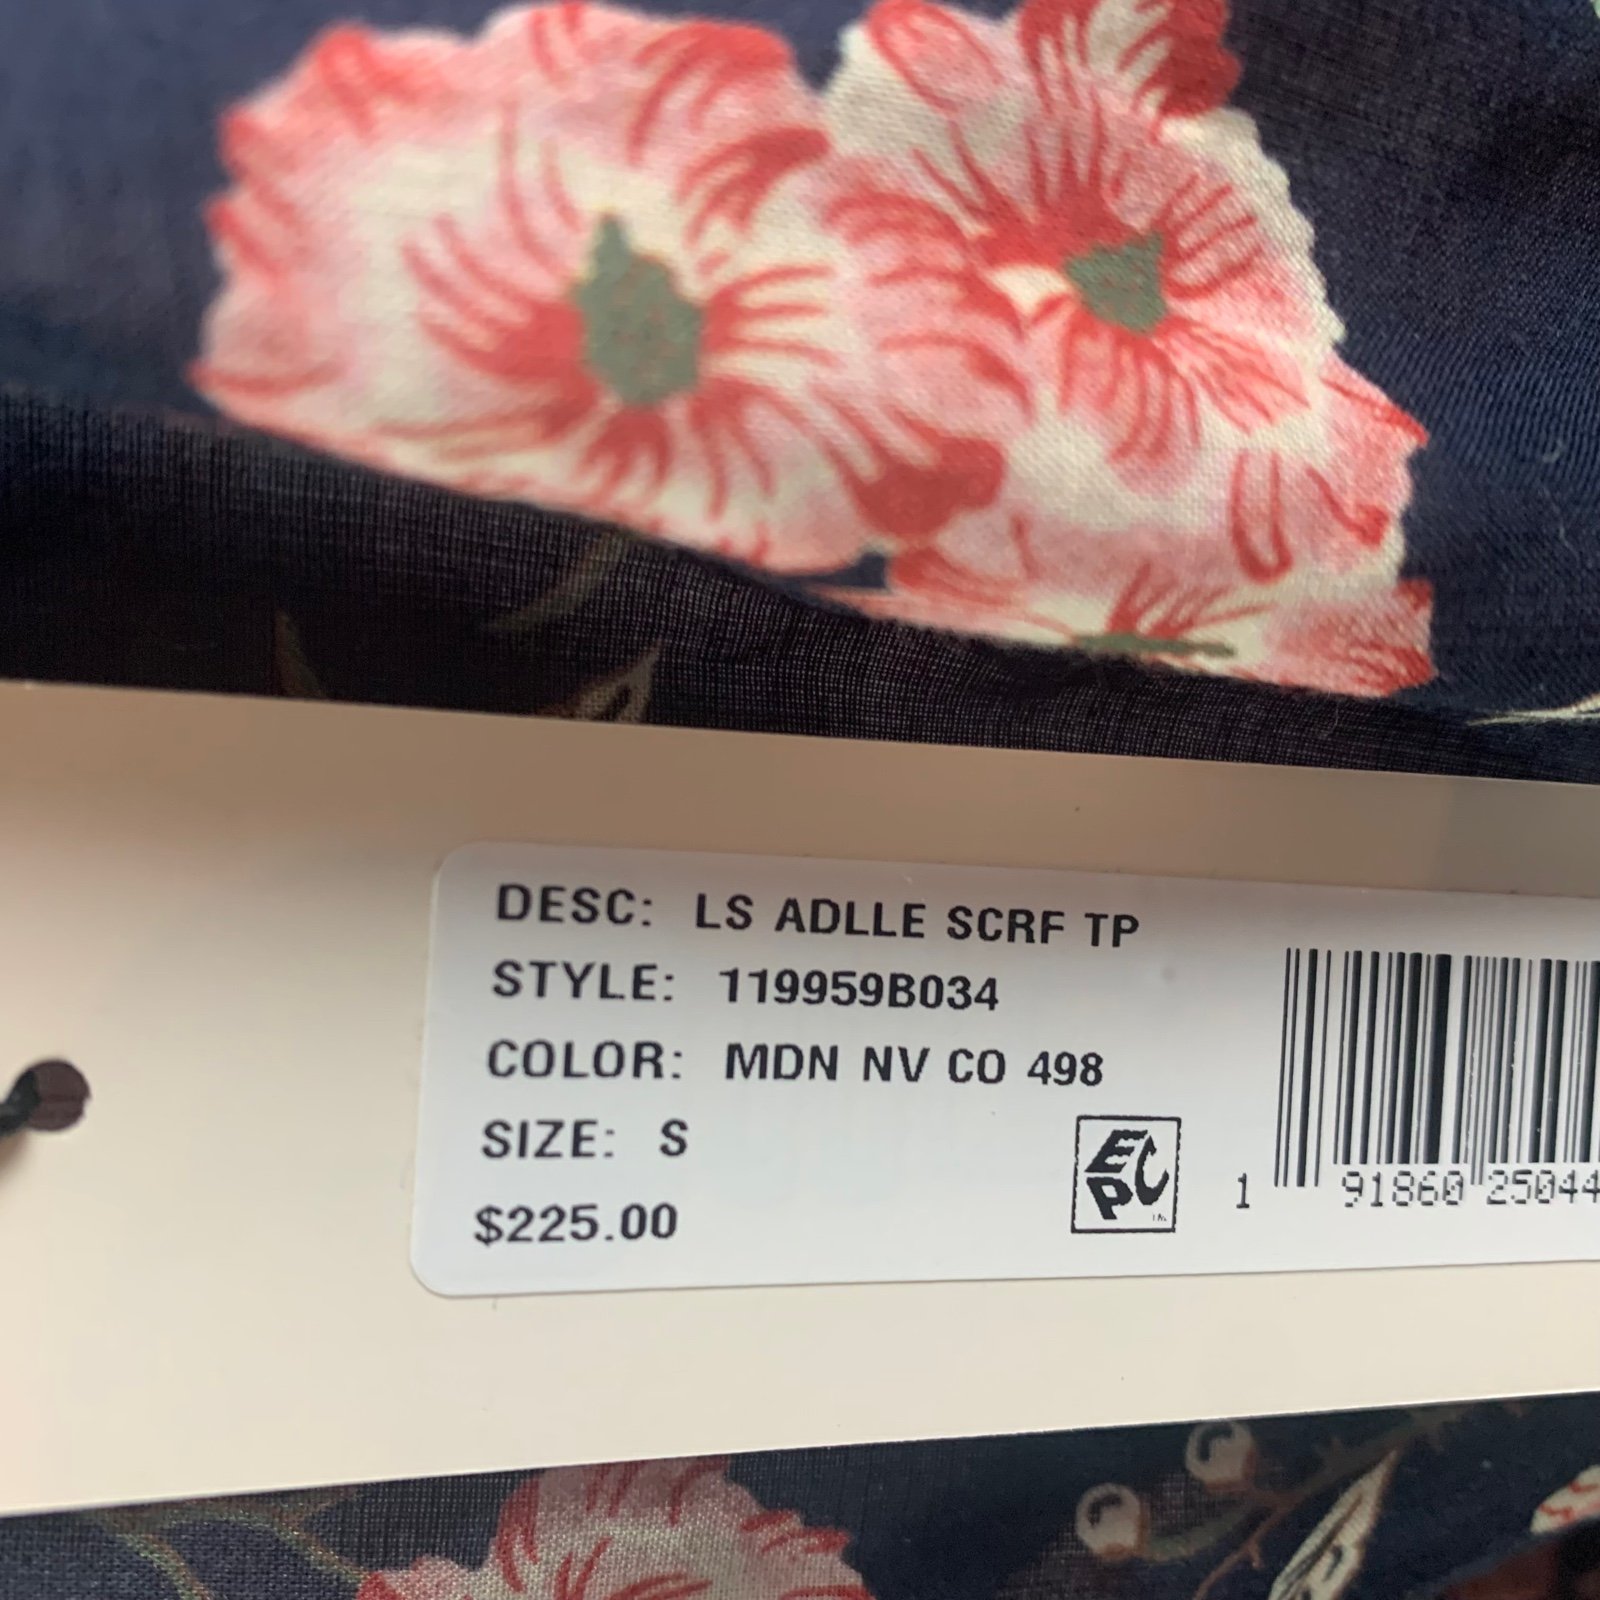 DESC: LS ADLLE SCRF TP
STYLE: 119959B034
COLOR: MDN NV CO 498
SIZE: S
$225.00
EPC
1 91860 25044